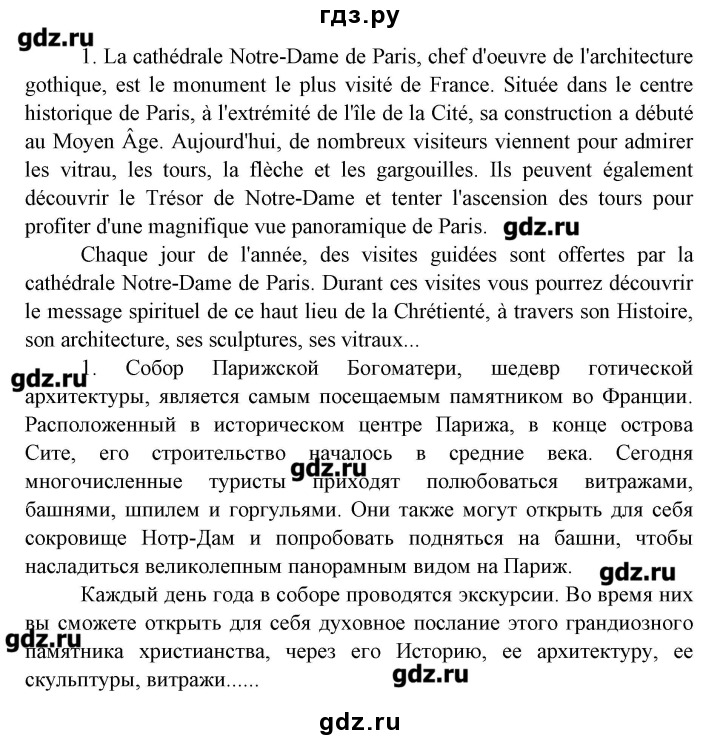 гдз.ру
gdz.ru
1. La cathédrale Notre-Dame de Paris, chef d'oeuvre de l'architecture
gothique, est le monument le plus visité de France. Située dans le centre
historique de Paris, à l'extrémité de l'île de la Cité, sa construction a débuté
au Moyen Âge. Aujourd'hui, de nombreux visiteurs viennent pour admirer
les vitrau, les tours, la flèche et les gargouilles. Ils peuvent également
découvrir le Trésor de Notre-Dame et tenter l'ascension des tours pour
profiter d'une magnifique vue panoramique de Paris.
gdz.ru
Chaque jour de l'année, des visites guidées sont offertes par la
cathédrale Notre-Dame de Paris. Durant ces visites vous pourrez découvrir
le message spirituel de ce haut lieu de la Chrétienté, à travers son Histoire,
son architecture, ses sculptures, ses vitraux...
1. Собор Парижской Богоматери, шедевр готической
gdz.ru
архитектуры, является самым посещаемым памятником во Франции.
Расположенный в историческом центре Парижа, в конце острова
Сите, его строительство началось в средние века. Сегодня
gdz.ru
многочисленные туристы приходят полюбоваться витражами,
башнями, шпилем и горгульями. Они также могут открыть для себя
сокровище Нотр-Дам и попробовать подняться на башни, чтобы
насладиться великолепным панорамным видом на Париж.
gdz.ru
Каждый день года в соборе проводятся экскурсии. Во время них
вы сможете открыть для себя духовное послание этого грандиозного
gdz.ru
памятника христианства, через его Историю, ее архитектуру, ее
скульптуры, витражи......
gdz.ru
gdz.ru